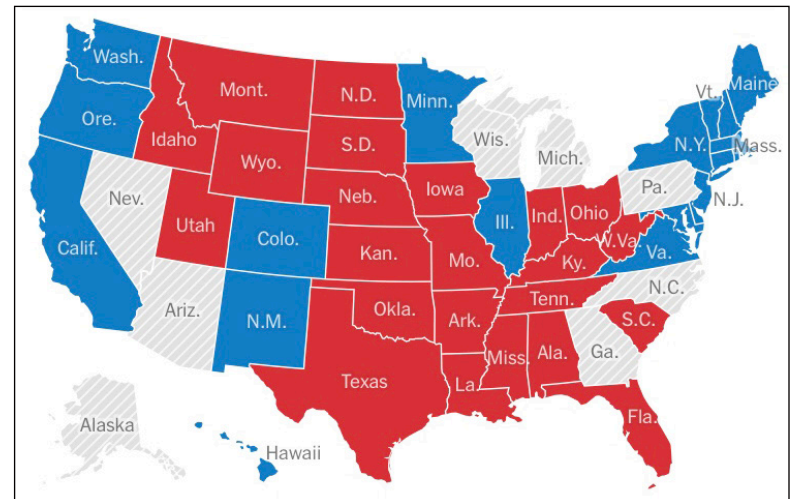 Wash.
Ore.
Calif.
Nev.
Idaho
Mont.
Wyo.
Utah
Ariz.
Colo.
N.M.
N.D.
S.D.
Neb.
Kan.
Okla.
Texas
Minn.
Iowa
Mo.
Ark.
La.
Wis.
Ill.
Mich.
Ind.
Ohio
Ky.
Tenn.
Miss.
Ala.
Ga.
Fla.
S.C.
N.C.
Va.
W.Va.
Pa.
N.Y.
Vt.
Maine
Mass.
N.J.
Alaska
Hawaii